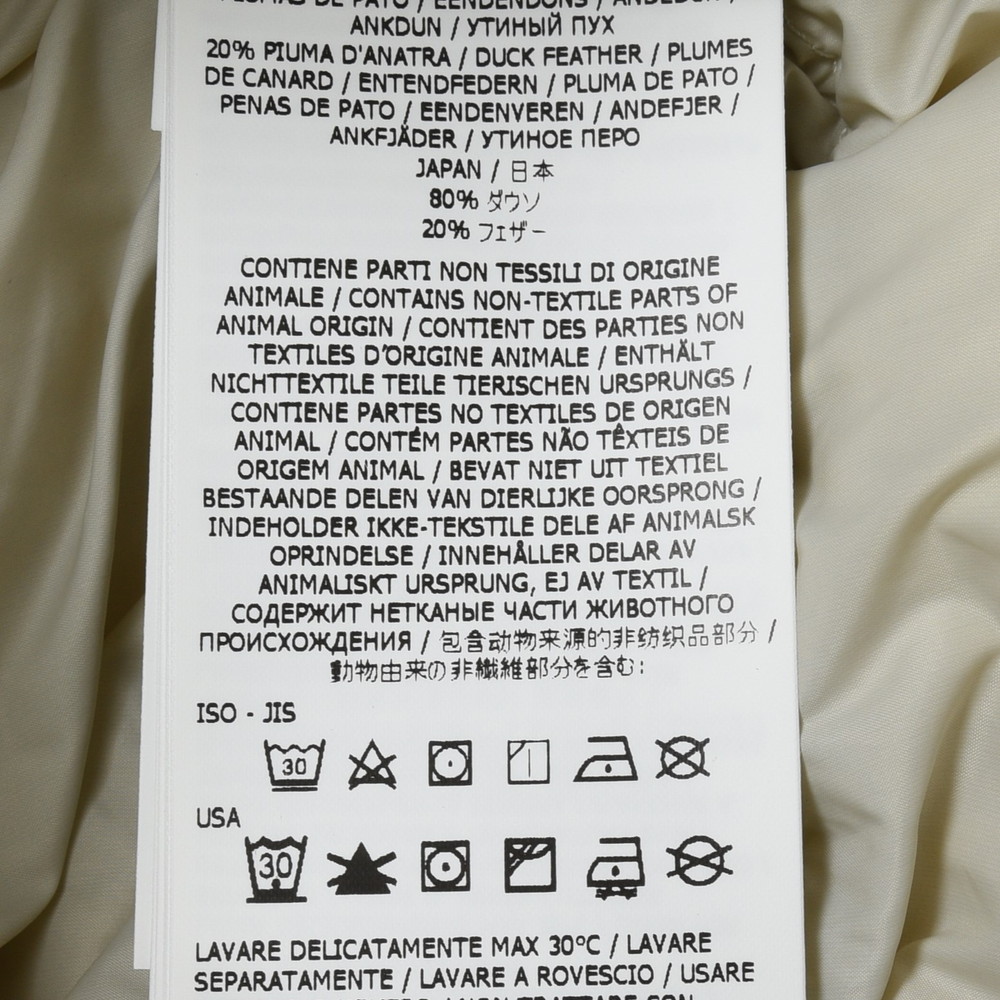 PLUMAS DE PATO / EENDENDONS / ANDEDUN /
ANKDUN / УТИНЫЙ ПУХ
20% PIUMA D'ANATRA / DUCK FEATHER / PLUMES
DE CANARD / ENTENDFEDERN / PLUMA DE PATO /
PENAS DE PATO / EENDENVEREN / ANDEFJER /
ANKFJÄDER / УТИНОЕ ПЕРО
JAPAN / 日本
80% ダウソ
20% フェザー
CONTIENE PARTI NON TESSILI DI ORIGINE
ANIMALE / CONTAINS NON-TEXTILE PARTS OF
ANIMAL ORIGIN / CONTIENT DES PARTIES NON
TEXTILES D'ORIGINE ANIMALE / ENTHÄLT
NICHTTEXTILE TEILE TIERISCHEN URSPRUNGS /
CONTIENE PARTES NO TEXTILES DE ORIGEN
ANIMAL / CONTÉM PARTES NÃO TÊXTEIS DE
ORIGEM ANIMAL / BEVAT NIET UIT TEXTIEL
BESTAANDE DELEN VAN DIERLIJKE OORSPRONG /
INDEHOLDER IKKE-TEKSTILE DELE AF ANIMALSK
OPRINDELSE / INNEHÅLLER DELAR AV
ANIMALISKT URSPRUNG, EJ AV TEXTIL /
СОДЕРЖИТ НЕТКАНЫЕ ЧАСТИ ЖИВОТНОГО
ПРОИСХОЖДЕНИЯ / 包含动物来源的非纺织品部分 /
動物由来の非繊維部分を含む:
ISO - JIS
30
USA
30
LAVARE DELICATAMENTE MAX 30°C / LAVARE
SEPARATAMENTE / LAVARE A ROVESCIO / USARE